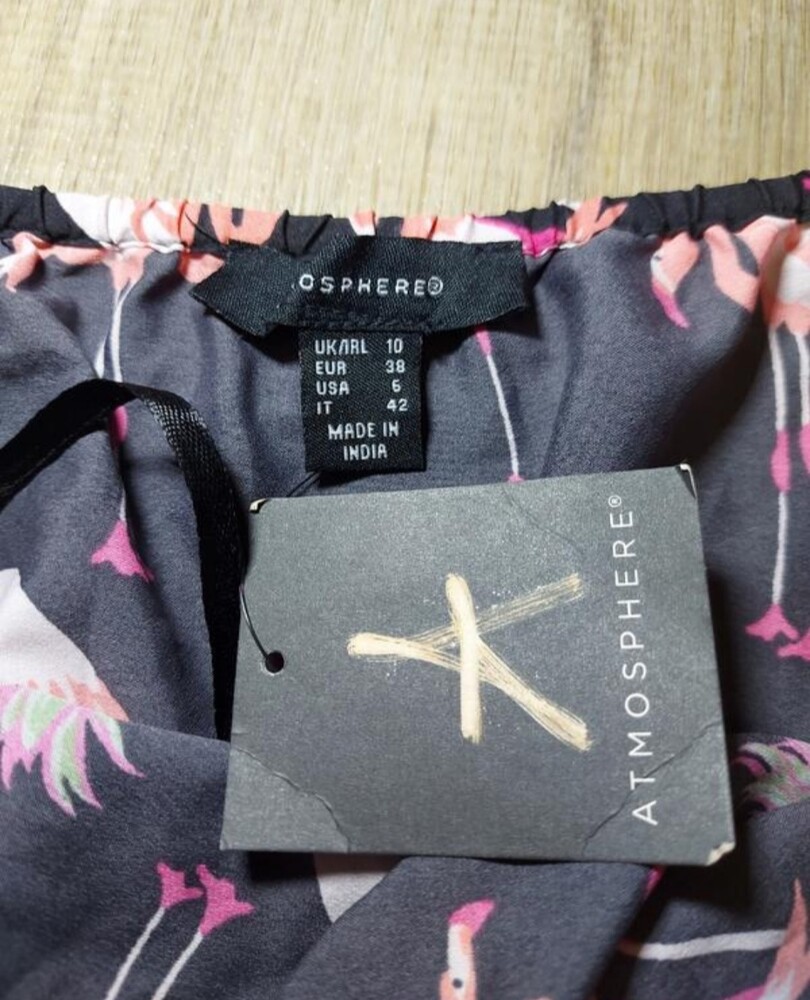 OSPHERE®
UK/IRL 10
EUR 38
USA 6
IT 42
MADE IN
INDIA
ATMOSPHERE®